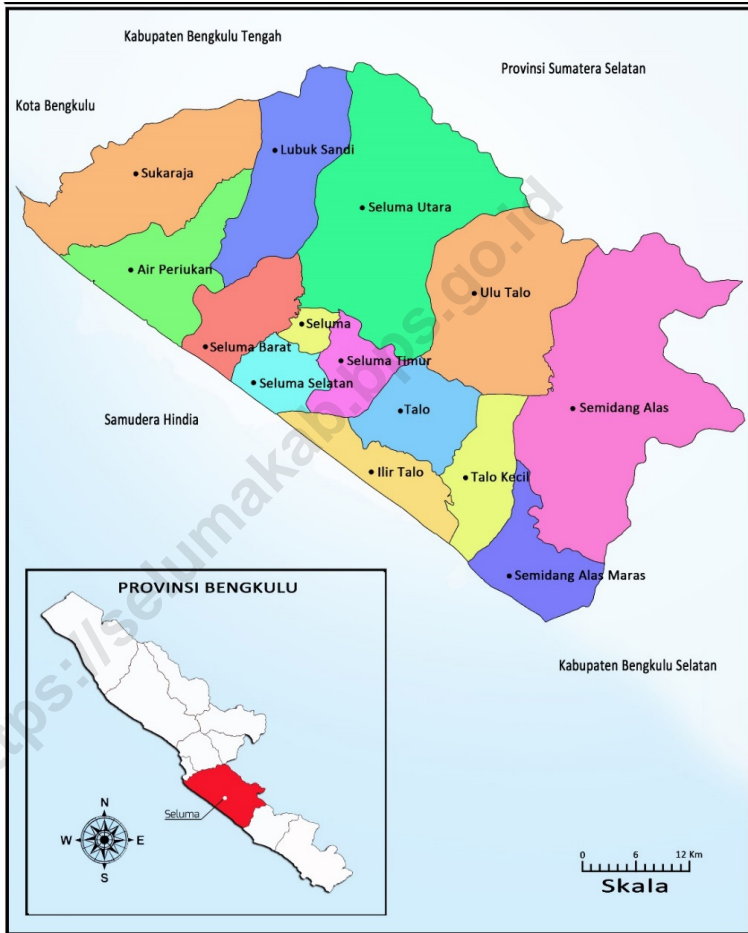 Kabupaten Bengkulu Tengah
Provinsi Sumatera Selatan
Kota Bengkulu
Lubuk Sandi
Sukaraja
Seluma Utara
Air Periukan
Ulu Talo
Seluma
Seluma Barat
Seluma Timur
Seluma Selatan
Semidang Alas
Talo
Samudera Hindia
Ilir Talo
Talo Kecil
Semidang Alas Maras
Kabupaten Bengkulu Selatan
https://selumakab.bps.go.id
PROVINSI BENGKULU
Seluma
N
W E
S
0 6 12 Km
Skala